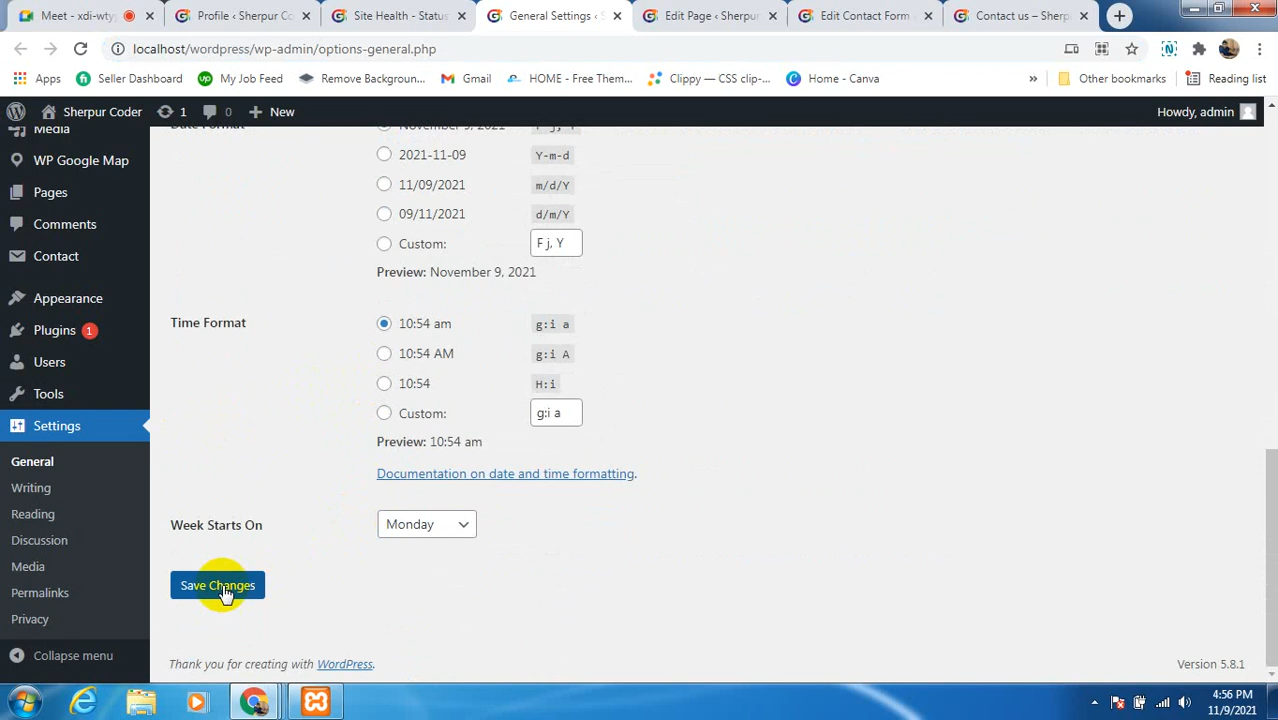 Meet - xdi-wty
Profile ‹ Sherpur Co
Site Health - Status
General Settings ‹ S
Edit Page ‹ Sherpur
Edit Contact Form
Contact us – Sherp
localhost/wordpress/wp-admin/options-general.php
Apps
Seller Dashboard
My Job Feed
Remove Backgroun...
Gmail
HOME - Free Them...
Clippy — CSS clip-...
Home - Canva
»
Other bookmarks
Reading list
Sherpur Coder
1
0
New
Howdy, admin
Media
WP Google Map
Pages
Comments
Contact
Appearance
Plugins 1
Users
Tools
Settings
General
Writing
Reading
Discussion
Media
Permalinks
Privacy
Collapse menu
Date Format
November 9, 2021 F j, Y
2021-11-09 Y-m-d
11/09/2021 m/d/Y
09/11/2021 d/m/Y
Custom: F j, Y
Preview: November 9, 2021
Time Format
10:54 am g:i a
10:54 AM g:i A
10:54 H:i
Custom: g:i a
Preview: 10:54 am
Documentation on date and time formatting.
Week Starts On
Monday
Save Changes
Thank you for creating with WordPress.
Version 5.8.1
4:56 PM
11/9/2021